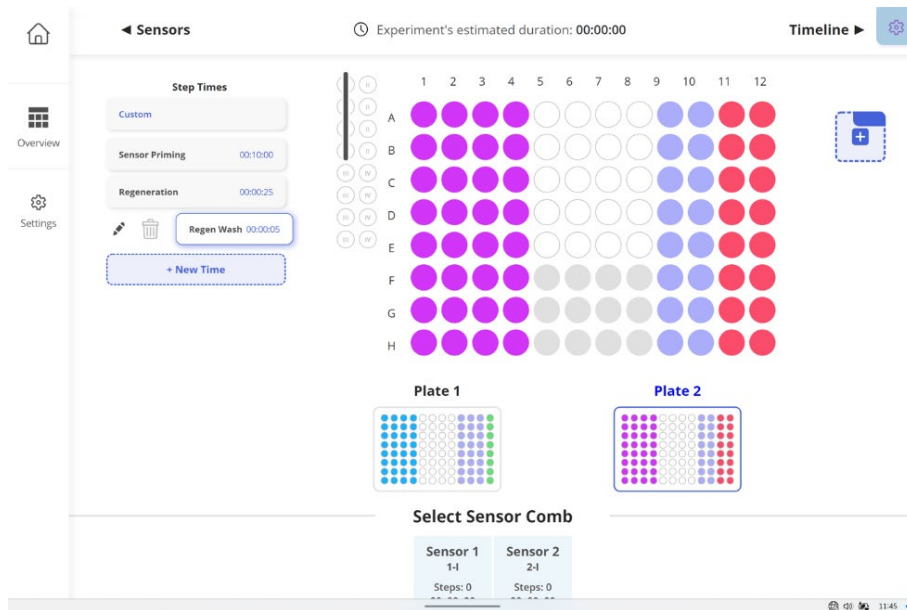 ◄ Sensors
Experiment's estimated duration: 00:00:00
Timeline ►
Overview
Settings
Step Times
Custom
Sensor Priming 00:10:00
Regeneration 00:00:25
Regen Wash 00:00:05
+ New Time
1 2 3 4 5 6 7 8 9 10 11 12
A
B
C
D
E
F
G
H
Plate 1
Plate 2
Select Sensor Comb
Sensor 1
1-I
Steps: 0
Sensor 2
2-I
Steps: 0
11:45